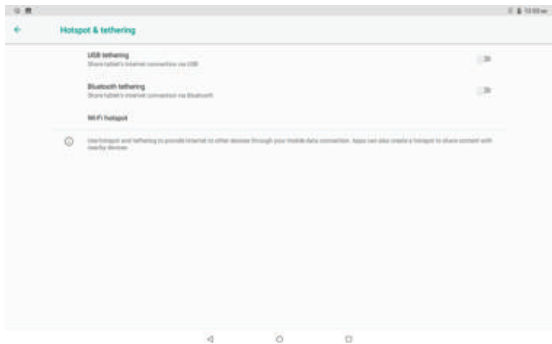 Hotspot & tethering
USB tethering
Share tablet's internet connection via USB
Bluetooth tethering
Share tablet's internet connection via Bluetooth
Wi-Fi hotspot
Use hotspot and tethering to provide internet to other devices through your mobile data connection. Apps can also create a hotspot to share content with
nearby devices.